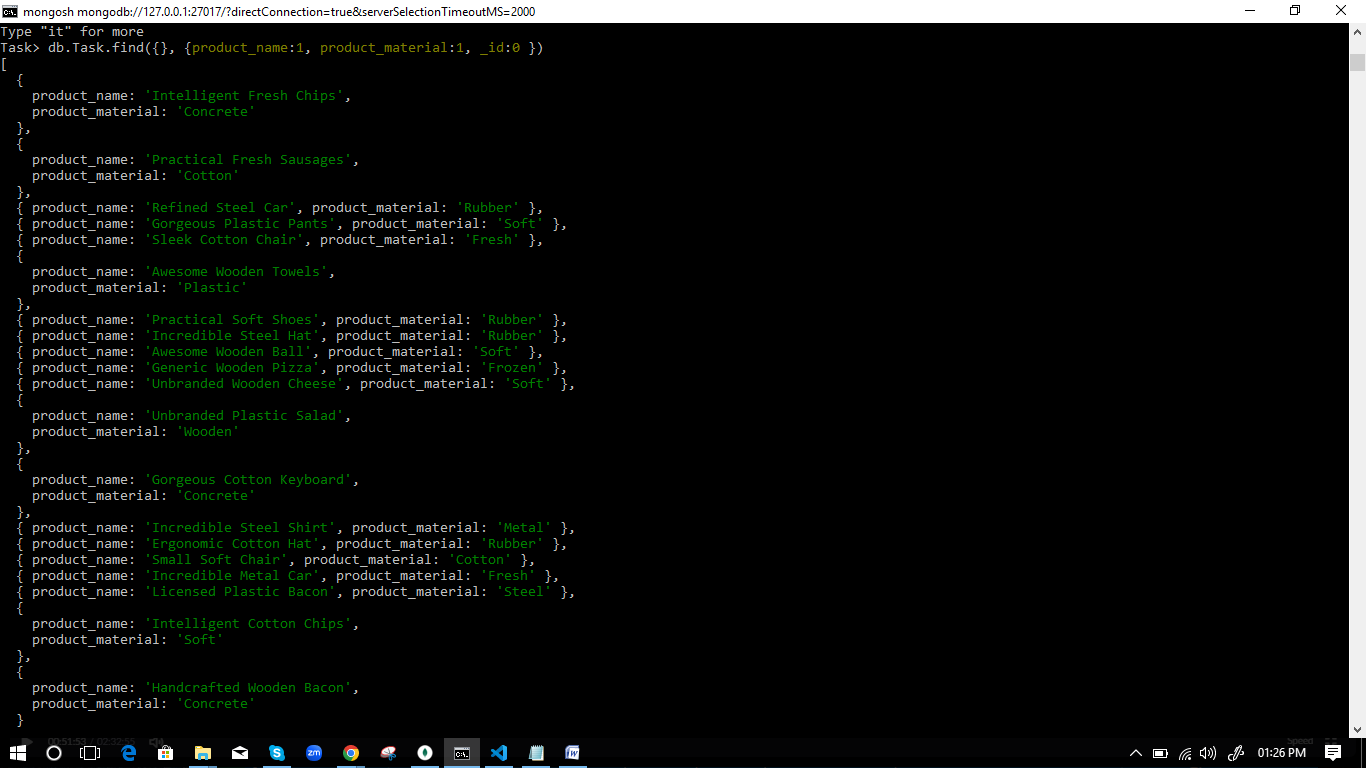 mongosh mongodb://127.0.0.1:27017/?directConnection=true&serverSelectionTimeoutMS=2000
Type "it" for more
Task> db.Task.find({}, {product_name:1, product_material:1, _id:0 })
[
  {
    product_name: 'Intelligent Fresh Chips',
    product_material: 'Concrete'
  },
  {
    product_name: 'Practical Fresh Sausages',
    product_material: 'Cotton'
  },
  { product_name: 'Refined Steel Car', product_material: 'Rubber' },
  { product_name: 'Gorgeous Plastic Pants', product_material: 'Soft' },
  { product_name: 'Sleek Cotton Chair', product_material: 'Fresh' },
  {
    product_name: 'Awesome Wooden Towels',
    product_material: 'Plastic'
  },
  { product_name: 'Practical Soft Shoes', product_material: 'Rubber' },
  { product_name: 'Incredible Steel Hat', product_material: 'Rubber' },
  { product_name: 'Awesome Wooden Ball', product_material: 'Soft' },
  { product_name: 'Generic Wooden Pizza', product_material: 'Frozen' },
  { product_name: 'Unbranded Wooden Cheese', product_material: 'Soft' },
  {
    product_name: 'Unbranded Plastic Salad',
    product_material: 'Wooden'
  },
  {
    product_name: 'Gorgeous Cotton Keyboard',
    product_material: 'Concrete'
  },
  { product_name: 'Incredible Steel Shirt', product_material: 'Metal' },
  { product_name: 'Ergonomic Cotton Hat', product_material: 'Rubber' },
  { product_name: 'Small Soft Chair', product_material: 'Cotton' },
  { product_name: 'Incredible Metal Car', product_material: 'Fresh' },
  { product_name: 'Licensed Plastic Bacon', product_material: 'Steel' },
  {
    product_name: 'Intelligent Cotton Chips',
    product_material: 'Soft'
  },
  {
    product_name: 'Handcrafted Wooden Bacon',
    product_material: 'Concrete'
  }
zm
01:26 PM